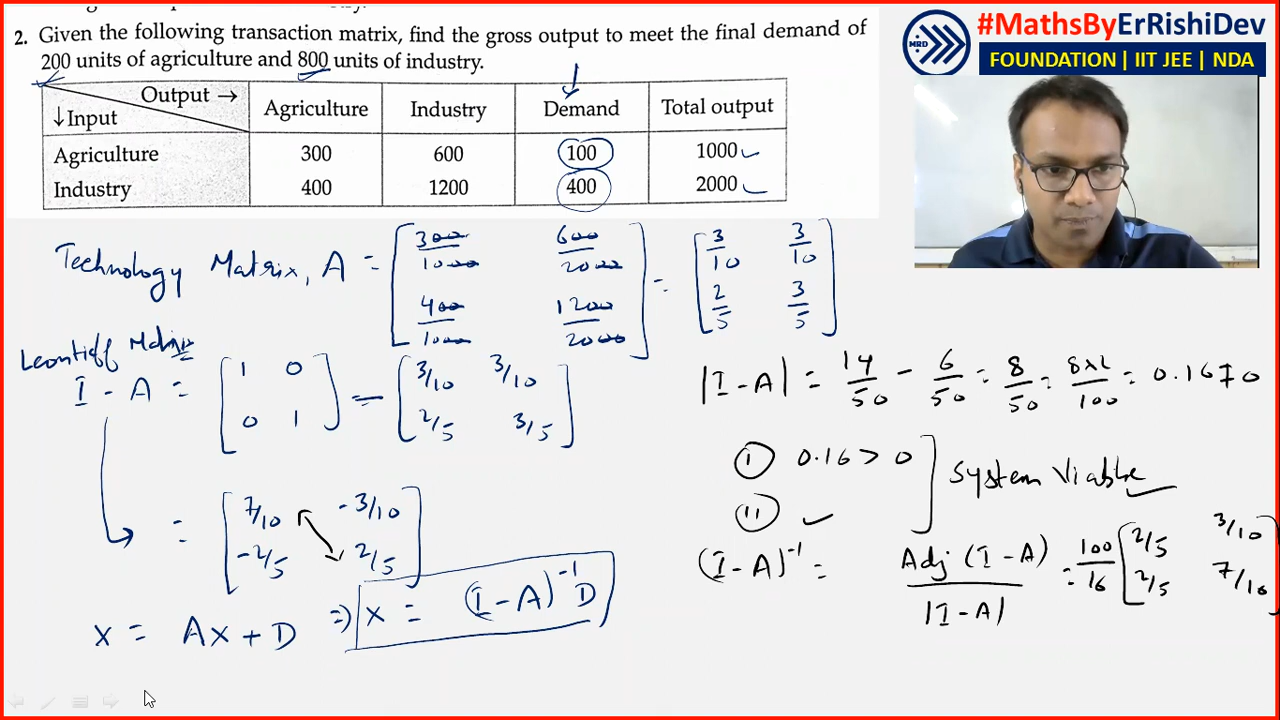 #MathsByErRishiDev
MRD
FOUNDATION | IIT JEE | NDA
2. Given the following transaction matrix, find the gross output to meet the final demand of
200 units of agriculture and 800 units of industry.
Output → Agriculture Industry Demand Total output
↓Input
Agriculture 300 600 100 1000
Industry 400 1200 400 2000
Technology Matrix, A = [300/1000 600/2000
400/1000 1200/2000] = [3/10 3/10
2/5 3/5]
Leontieff Matrix
I - A = [1 0
0 1] - [3/10 3/10
2/5 3/5]
= [7/10 -3/10
-2/5 2/5]
X = AX + D ⇒ X = (I-A)⁻¹ D
|I - A| = 14/50 - 6/50 = 8/50 = 8x2/100 = 0.16 ≠ 0
(i) 0.16 > 0
(ii) ✓
] System Viable ✓
(I-A)⁻¹ = Adj (I-A)/|I-A| = 100/16 [2/5 3/10
2/5 7/10]